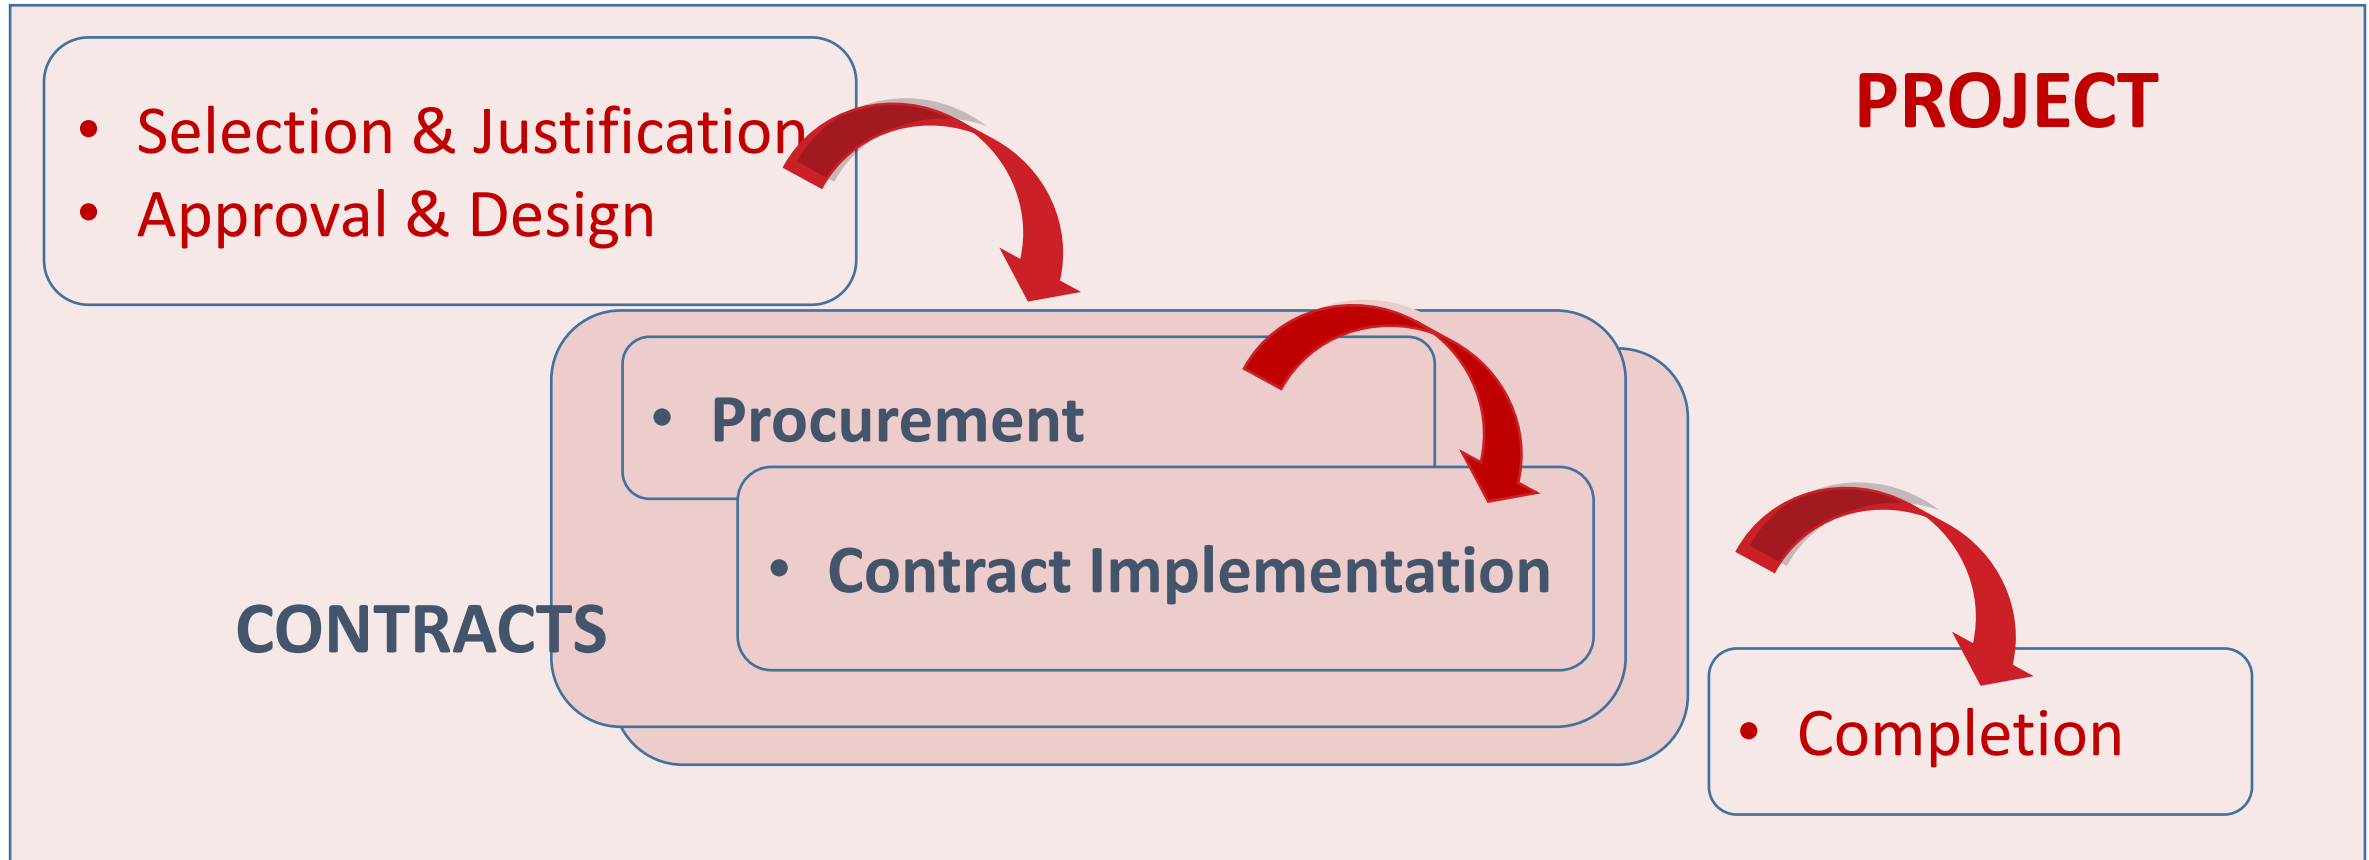 PROJECT
• Selection & Justification
• Approval & Design
• Procurement
• Contract Implementation
CONTRACTS
• Completion